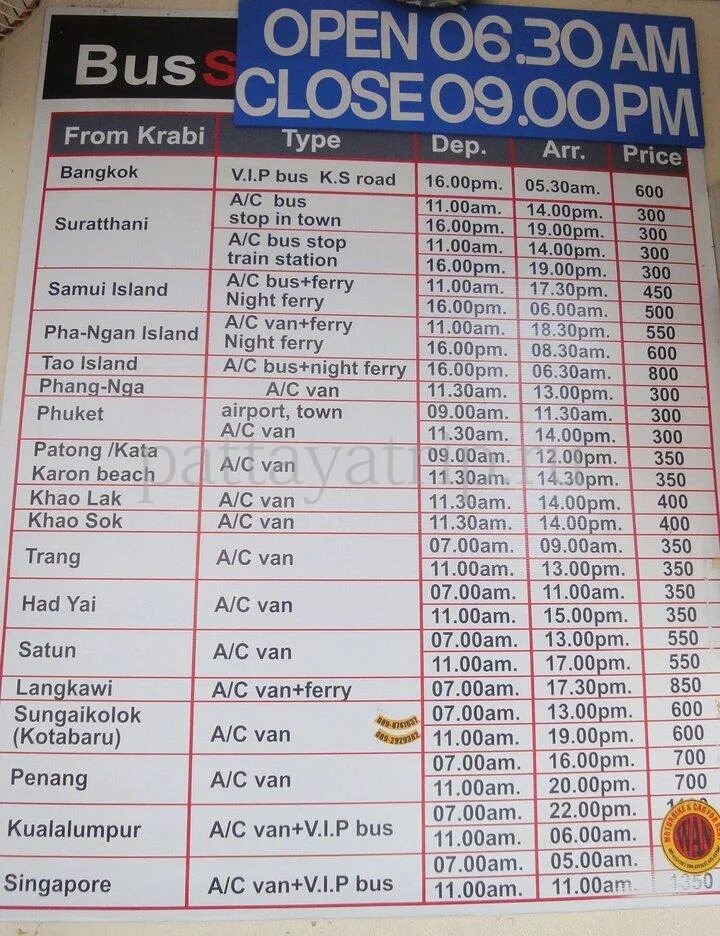 OPEN 06.30 AM
CLOSE 09.00PM
Bus
From Krabi Type Dep. Arr. Price
Bangkok V.I.P bus K.S road 16.00pm. 05.30am. 600
Suratthani A/C bus stop in town 11.00am. 14.00pm. 300
16.00pm. 19.00pm. 300
A/C bus stop train station 11.00am. 14.00pm. 300
16.00pm. 19.00pm. 300
Samui Island A/C bus+ferry 11.00am. 17.30pm. 450
Night ferry 16.00pm. 06.00am. 500
Pha-Ngan Island A/C van+ferry 11.00am. 18.30pm. 550
Night ferry 16.00pm. 08.30am. 600
Tao Island A/C bus+night ferry 16.00pm. 06.30am. 800
Phang-Nga A/C van 11.30am. 13.00pm. 300
Phuket airport, town 09.00am. 11.30am. 300
A/C van 11.30am. 14.00pm. 300
Patong /Kata A/C van 09.00am. 12.00pm. 350
Karon beach 11.30am. 14.30pm. 350
Khao Lak A/C van 11.30am. 14.00pm. 400
Khao Sok A/C van 11.30am. 14.00pm. 400
Trang A/C van 07.00am. 09.00am. 350
11.00am. 13.00pm. 350
Had Yai A/C van 07.00am. 11.00am. 350
11.00am. 15.00pm. 350
Satun A/C van 07.00am. 13.00pm. 550
11.00am. 17.00pm. 550
Langkawi A/C van+ferry 07.00am. 17.30pm. 850
Sungaikolok 07.00am. 13.00pm. 600
(Kotabaru) A/C van 11.00am. 19.00pm. 600
089-8741637
089-2929382
Penang A/C van 07.00am. 16.00pm. 700
11.00am. 20.00pm. 700
Kualalumpur A/C van+V.I.P bus 07.00am. 22.00pm.
11.00am. 06.00am.
Singapore A/C van+V.I.P bus 07.00am. 05.00am.
11.00am. 11.00am. 1350
WAN
pattayatrip.ru